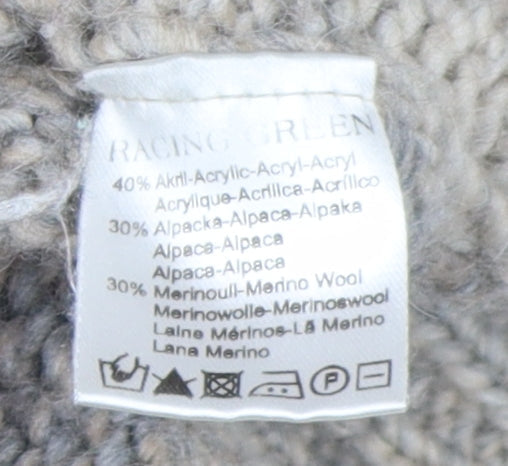 RACING GREEN
40% Akril-Acrylic-Acryl-Acryl
Acrylique-Acrilica-Acrílico
30% Alpacka-Alpaca-Alpaka
Alpaca-Alpaca
Alpaca-Alpaca
30% Merinoull-Merino Wool
Merinowolle-Merinoswool
Laine Mérinos-Lã Merino
Lana Merino
P